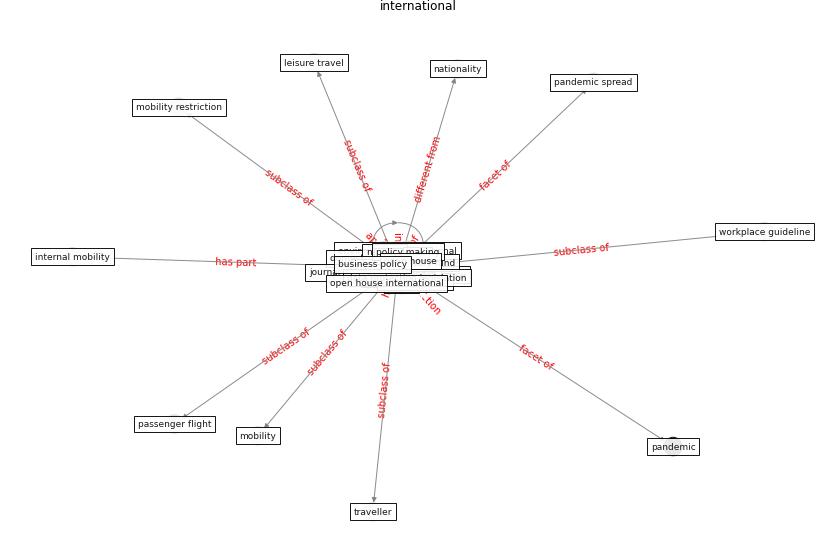 international
leisure travel
nationality
pandemic spread
mobility restriction
subclass of
subclass of
different from
facet of
subclass of
workplace guideline
internal mobility
has part
policy making
house
business policy
open house international
subclass of
subclass of
subclass of
facet of
passenger flight
mobility
pandemic
traveller